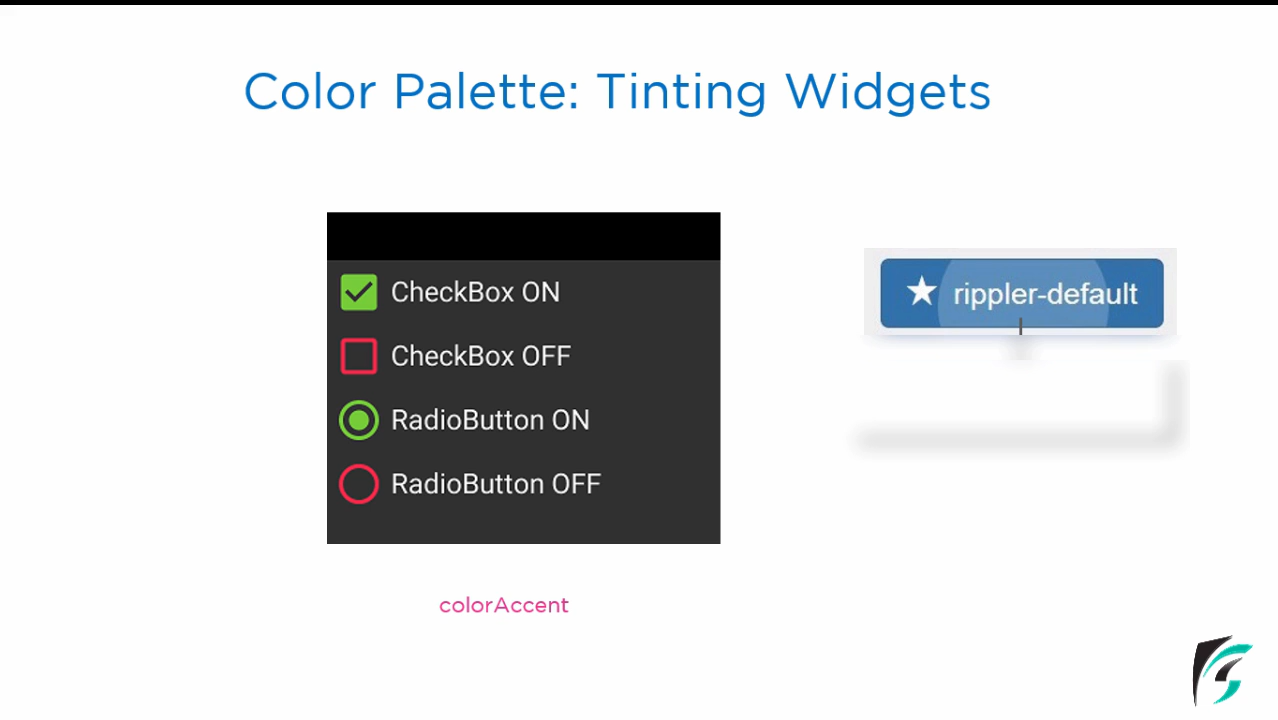 Color Palette: Tinting Widgets
CheckBox ON
CheckBox OFF
RadioButton ON
RadioButton OFF
rippler-default
colorAccent